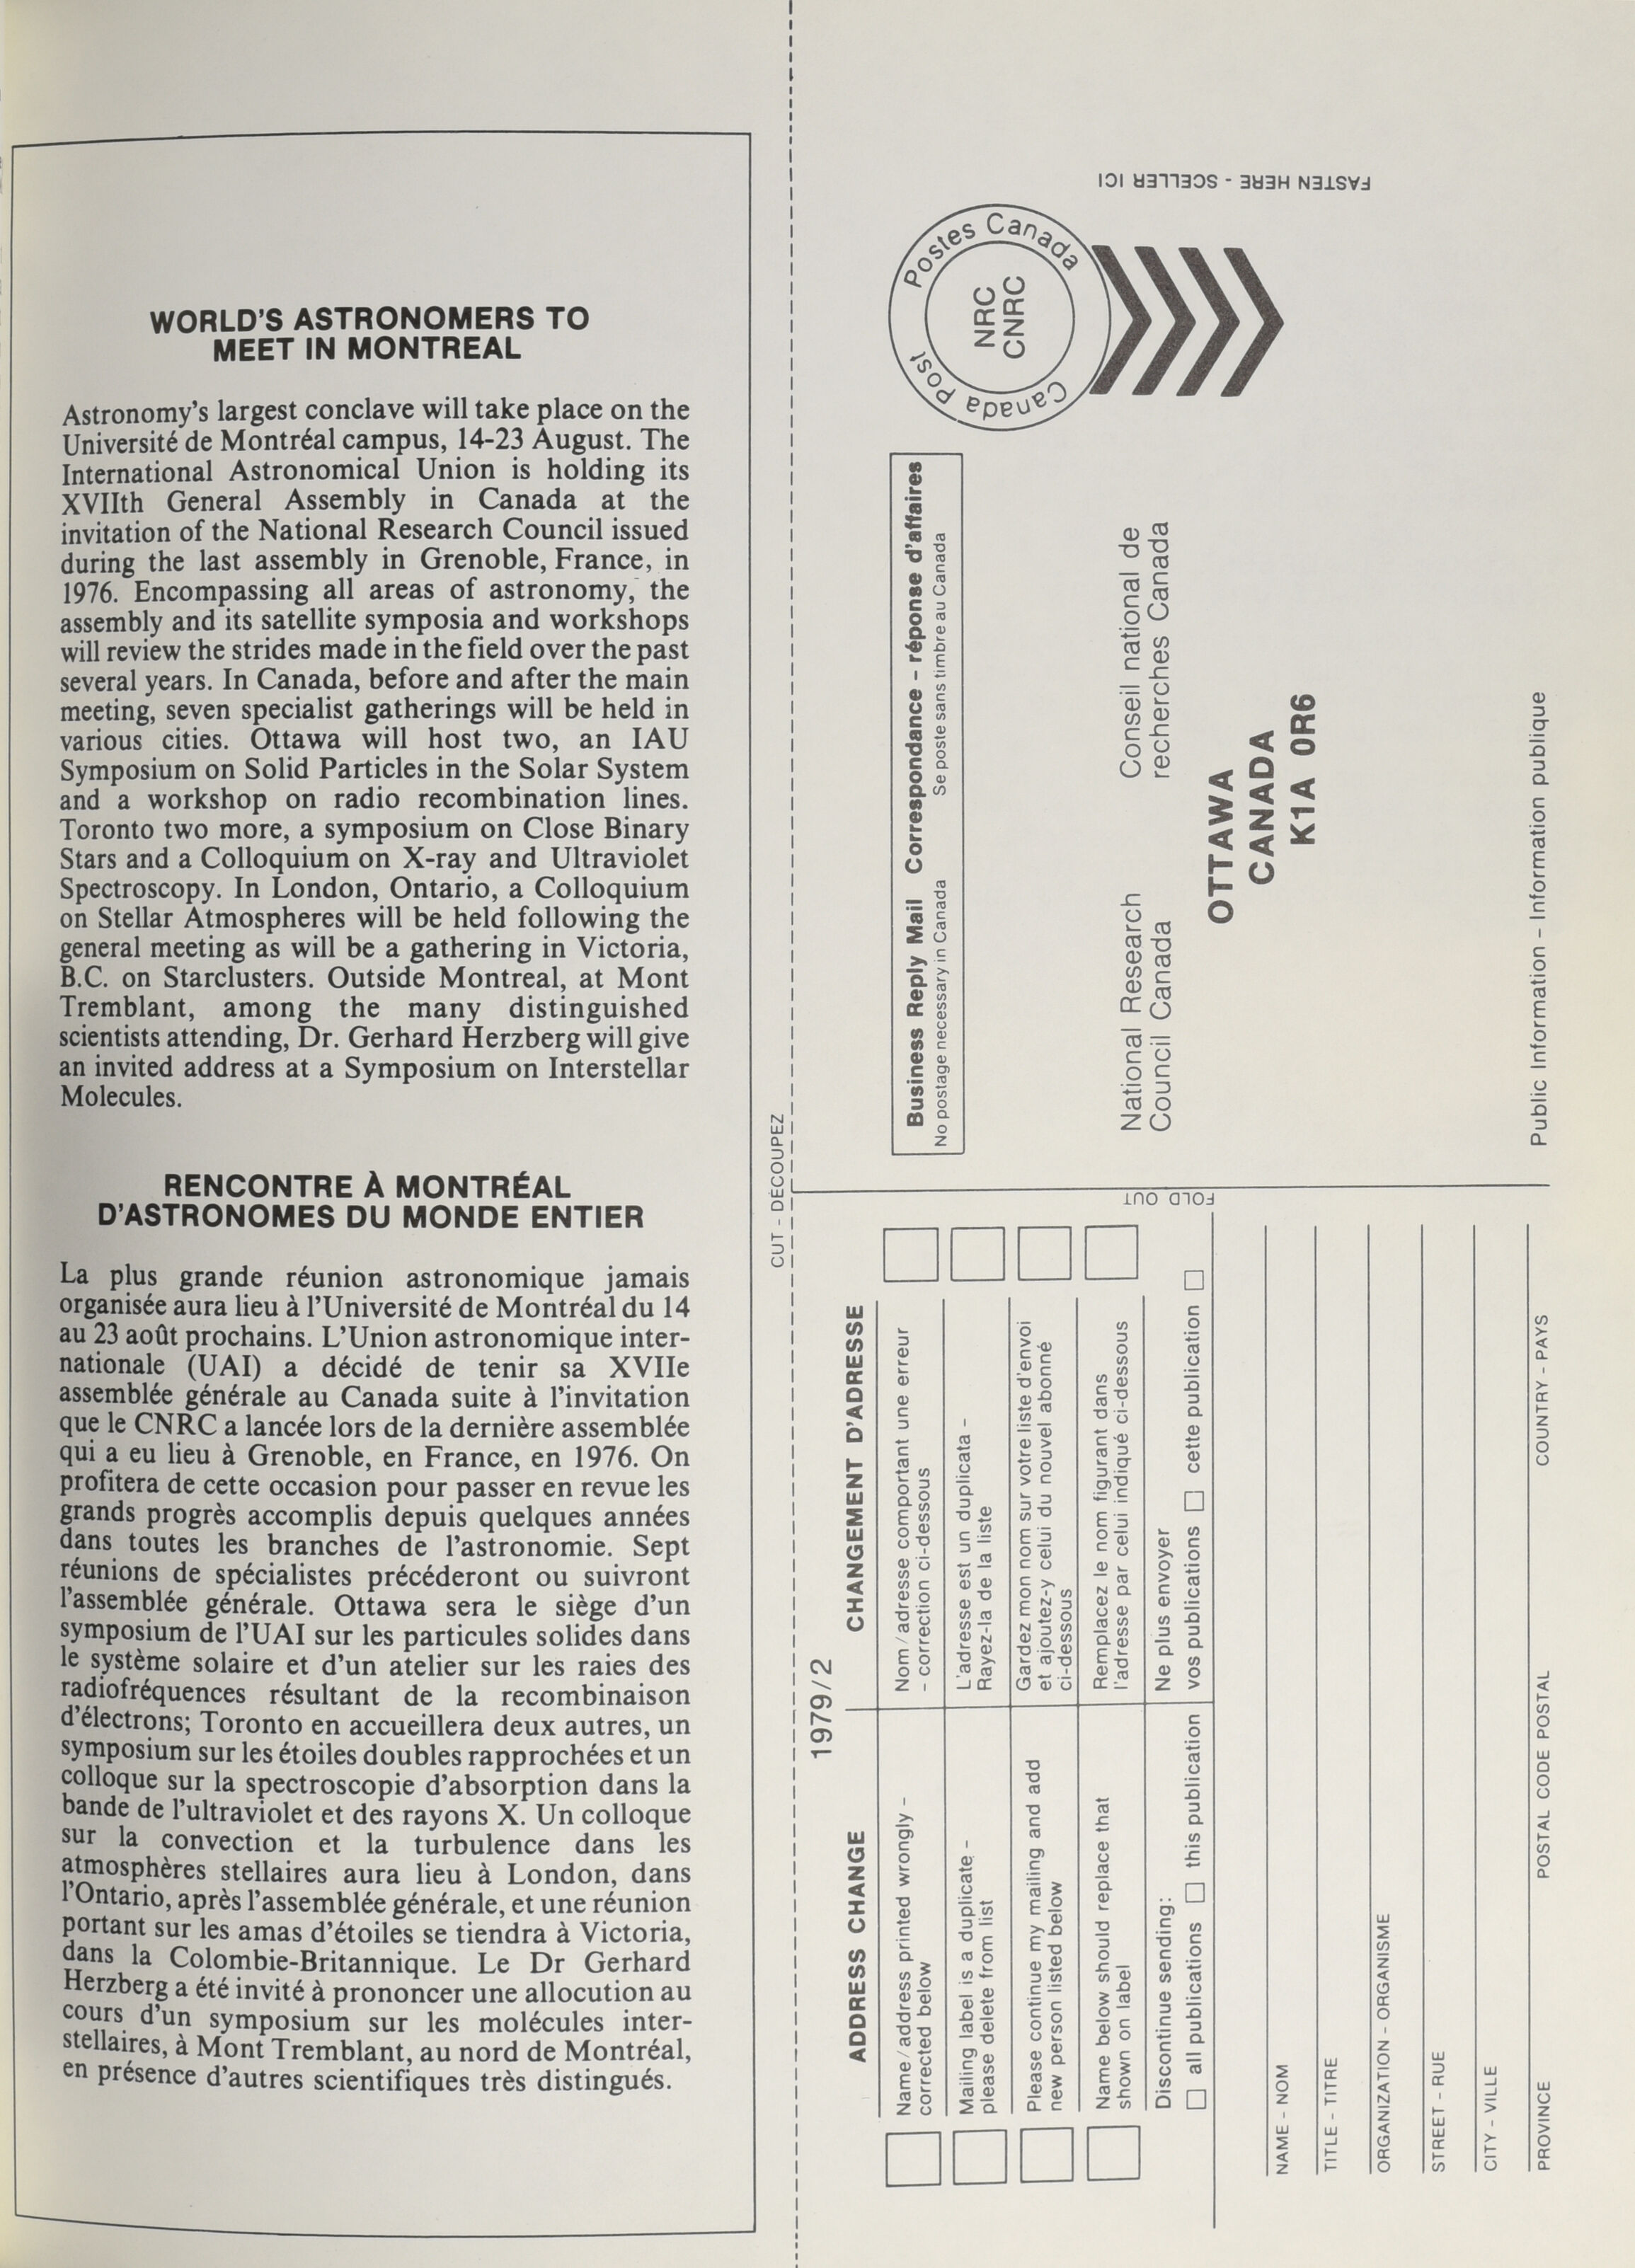 WORLD'S ASTRONOMERS TO
MEET IN MONTREAL
Astronomy's largest conclave will take place on the
Université de Montréal campus, 14-23 August. The
International Astronomical Union is holding its
XVIIth General Assembly in Canada at the
invitation of the National Research Council issued
during the last assembly in Grenoble, France, in
1976. Encompassing all areas of astronomy, the
assembly and its satellite symposia and workshops
will review the strides made in the field over the past
several years. In Canada, before and after the main
meeting, seven specialist gatherings will be held in
various cities. Ottawa will host two, an IAU
Symposium on Solid Particles in the Solar System
and a workshop on radio recombination lines.
Toronto two more, a symposium on Close Binary
Stars and a Colloquium on X-ray and Ultraviolet
Spectroscopy. In London, Ontario, a Colloquium
on Stellar Atmospheres will be held following the
general meeting as will be a gathering in Victoria,
B.C. on Starclusters. Outside Montreal, at Mont
Tremblant, among the many distinguished
scientists attending, Dr. Gerhard Herzberg will give
an invited address at a Symposium on Interstellar
Molecules.
RENCONTRE À MONTRÉAL
D'ASTRONOMES DU MONDE ENTIER
La plus grande réunion astronomique jamais
organisée aura lieu à l'Université de Montréal du 14
au 23 août prochains. L'Union astronomique inter-
nationale (UAI) a décidé de tenir sa XVIIe
assemblée générale au Canada suite à l'invitation
que le CNRC a lancée lors de la dernière assemblée
qui a eu lieu à Grenoble, en France, en 1976. On
profitera de cette occasion pour passer en revue les
grands progrès accomplis depuis quelques années
dans toutes les branches de l'astronomie. Sept
réunions de spécialistes précéderont ou suivront
l'assemblée générale. Ottawa sera le siège d'un
symposium de l'UAI sur les particules solides dans
le système solaire et d'un atelier sur les raies des
radiofréquences résultant de la recombinaison
d'électrons; Toronto en accueillera deux autres, un
symposium sur les étoiles doubles rapprochées et un
colloque sur la spectroscopie d'absorption dans la
bande de l'ultraviolet et des rayons X. Un colloque
sur la convection et la turbulence dans les
atmosphères stellaires aura lieu à London, dans
l'Ontario, après l'assemblée générale, et une réunion
portant sur les amas d'étoiles se tiendra à Victoria,
dans la Colombie-Britannique. Le Dr Gerhard
Herzberg a été invité à prononcer une allocution au
cours d'un symposium sur les molécules inter-
stellaires, à Mont Tremblant, au nord de Montréal,
en présence d'autres scientifiques très distingués.
CUT - DÉCOUPEZ
FASTEN HERE - SCELLER ICI
Postes Canada
Canada Post
NRC
CNRC
Business Reply Mail Correspondance – réponse d'affaires
No postage necessary in Canada Se poste sans timbre au Canada
National Research Conseil national de
Council Canada recherches Canada
OTTAWA
CANADA
K1A 0R6
Public Information – Information publique
FOLD OUT
1979/2
ADDRESS CHANGE CHANGEMENT D'ADRESSE
Name/address printed wrongly –
corrected below
Nom/adresse comportant une erreur
– correction ci-dessous
Mailing label is a duplicate –
please delete from list
L'adresse est un duplicata –
Rayez-la de la liste
Please continue my mailing and add
new person listed below
Gardez mon nom sur votre liste d'envoi
et ajoutez-y celui du nouvel abonné
ci-dessous
Name below should replace that
shown on label
Remplacez le nom figurant dans
l'adresse par celui indiqué ci-dessous
Discontinue sending:
☐ all publications ☐ this publication
Ne plus envoyer
vos publications ☐ cette publication ☐
NAME – NOM
TITLE – TITRE
ORGANIZATION – ORGANISME
STREET – RUE
CITY – VILLE
PROVINCE POSTAL CODE POSTAL COUNTRY – PAYS